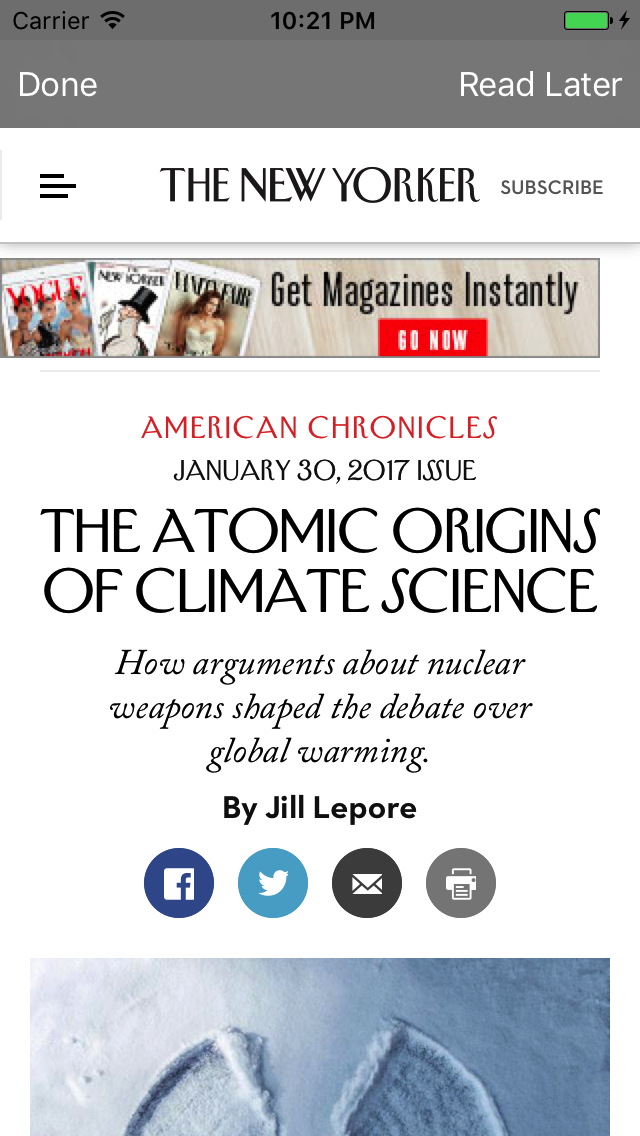 Carrier 10:21 PM
Done Read Later
THE NEW YORKER SUBSCRIBE
VOGUE THE NEW YORKER VANITY FAIR Get Magazines Instantly
GO NOW
AMERICAN CHRONICLES
JANUARY 30, 2017 ISSUE
THE ATOMIC ORIGINS
OF CLIMATE SCIENCE
How arguments about nuclear
weapons shaped the debate over
global warming.
By Jill Lepore